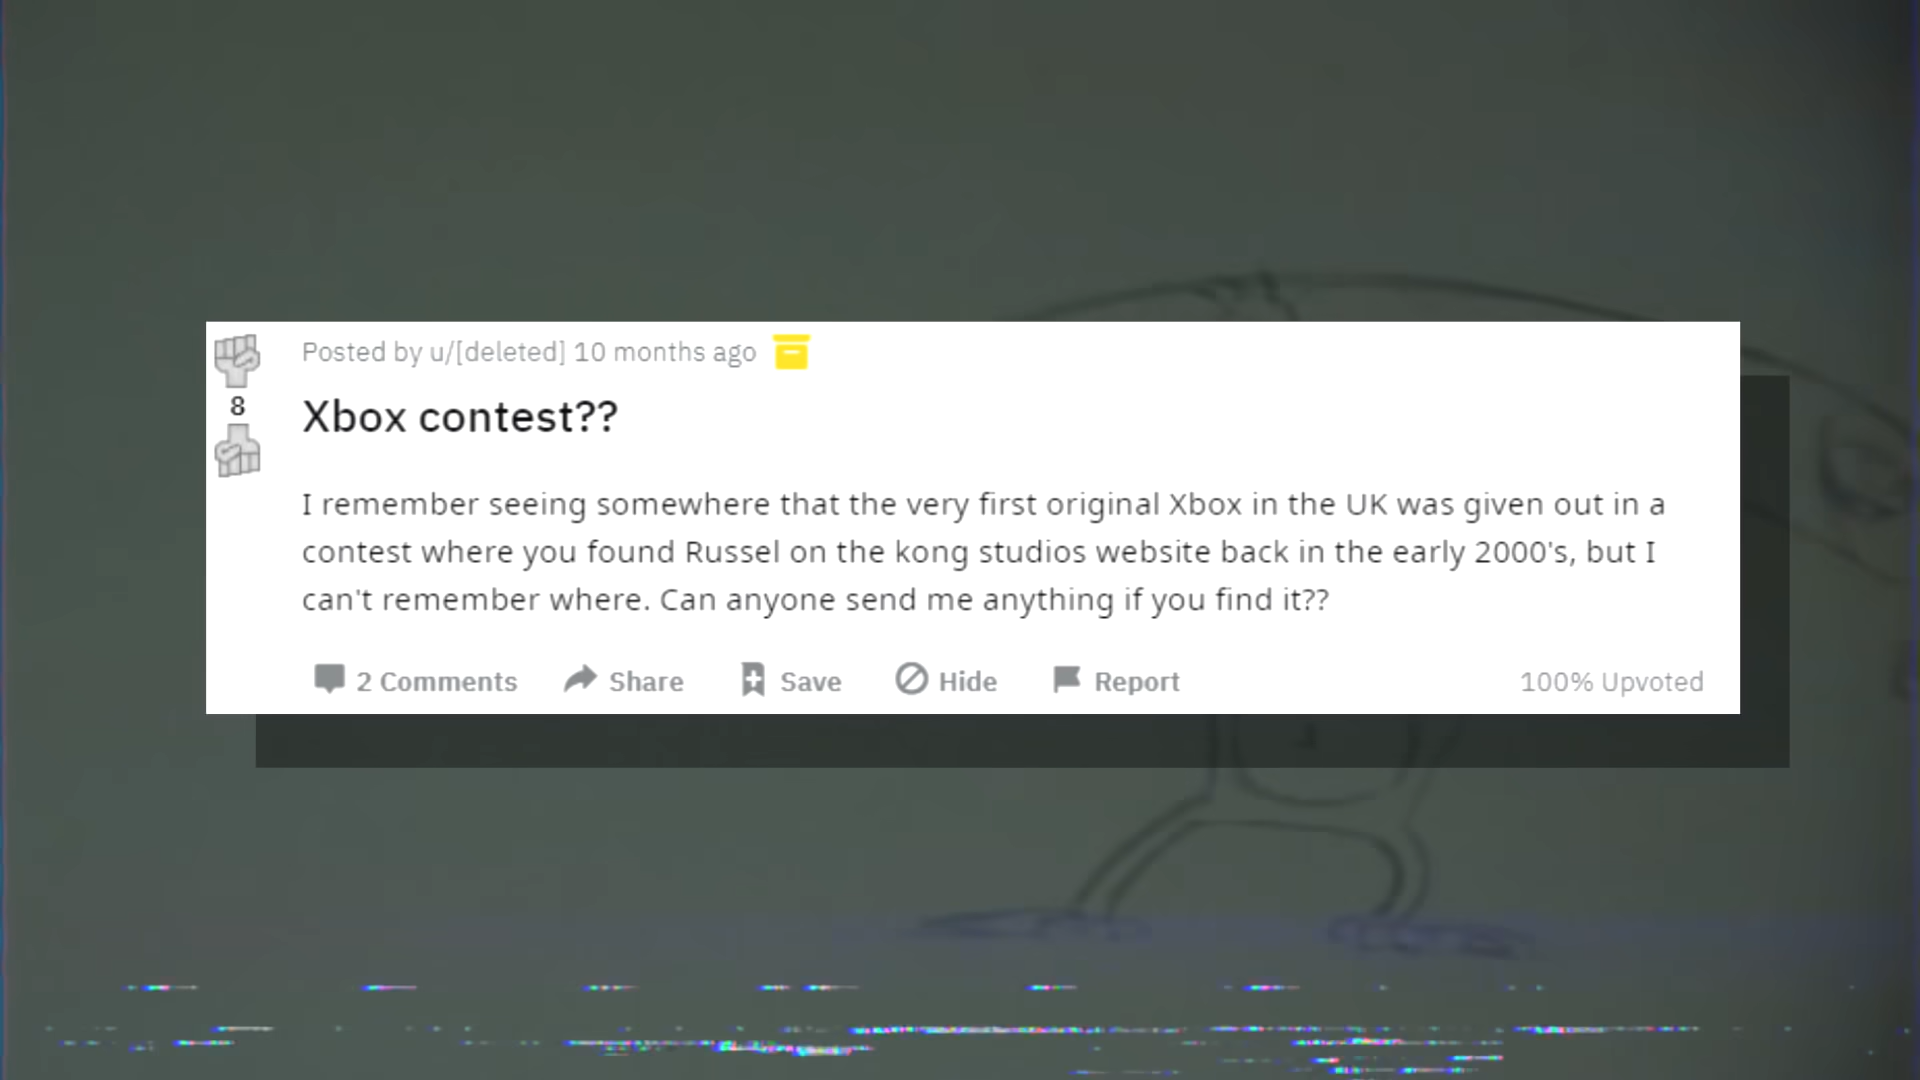 Posted by u/[deleted] 10 months ago
8
Xbox contest??
I remember seeing somewhere that the very first original Xbox in the UK was given out in a
contest where you found Russel on the kong studios website back in the early 2000's, but I
can't remember where. Can anyone send me anything if you find it??
2 Comments Share Save Hide Report 100% Upvoted